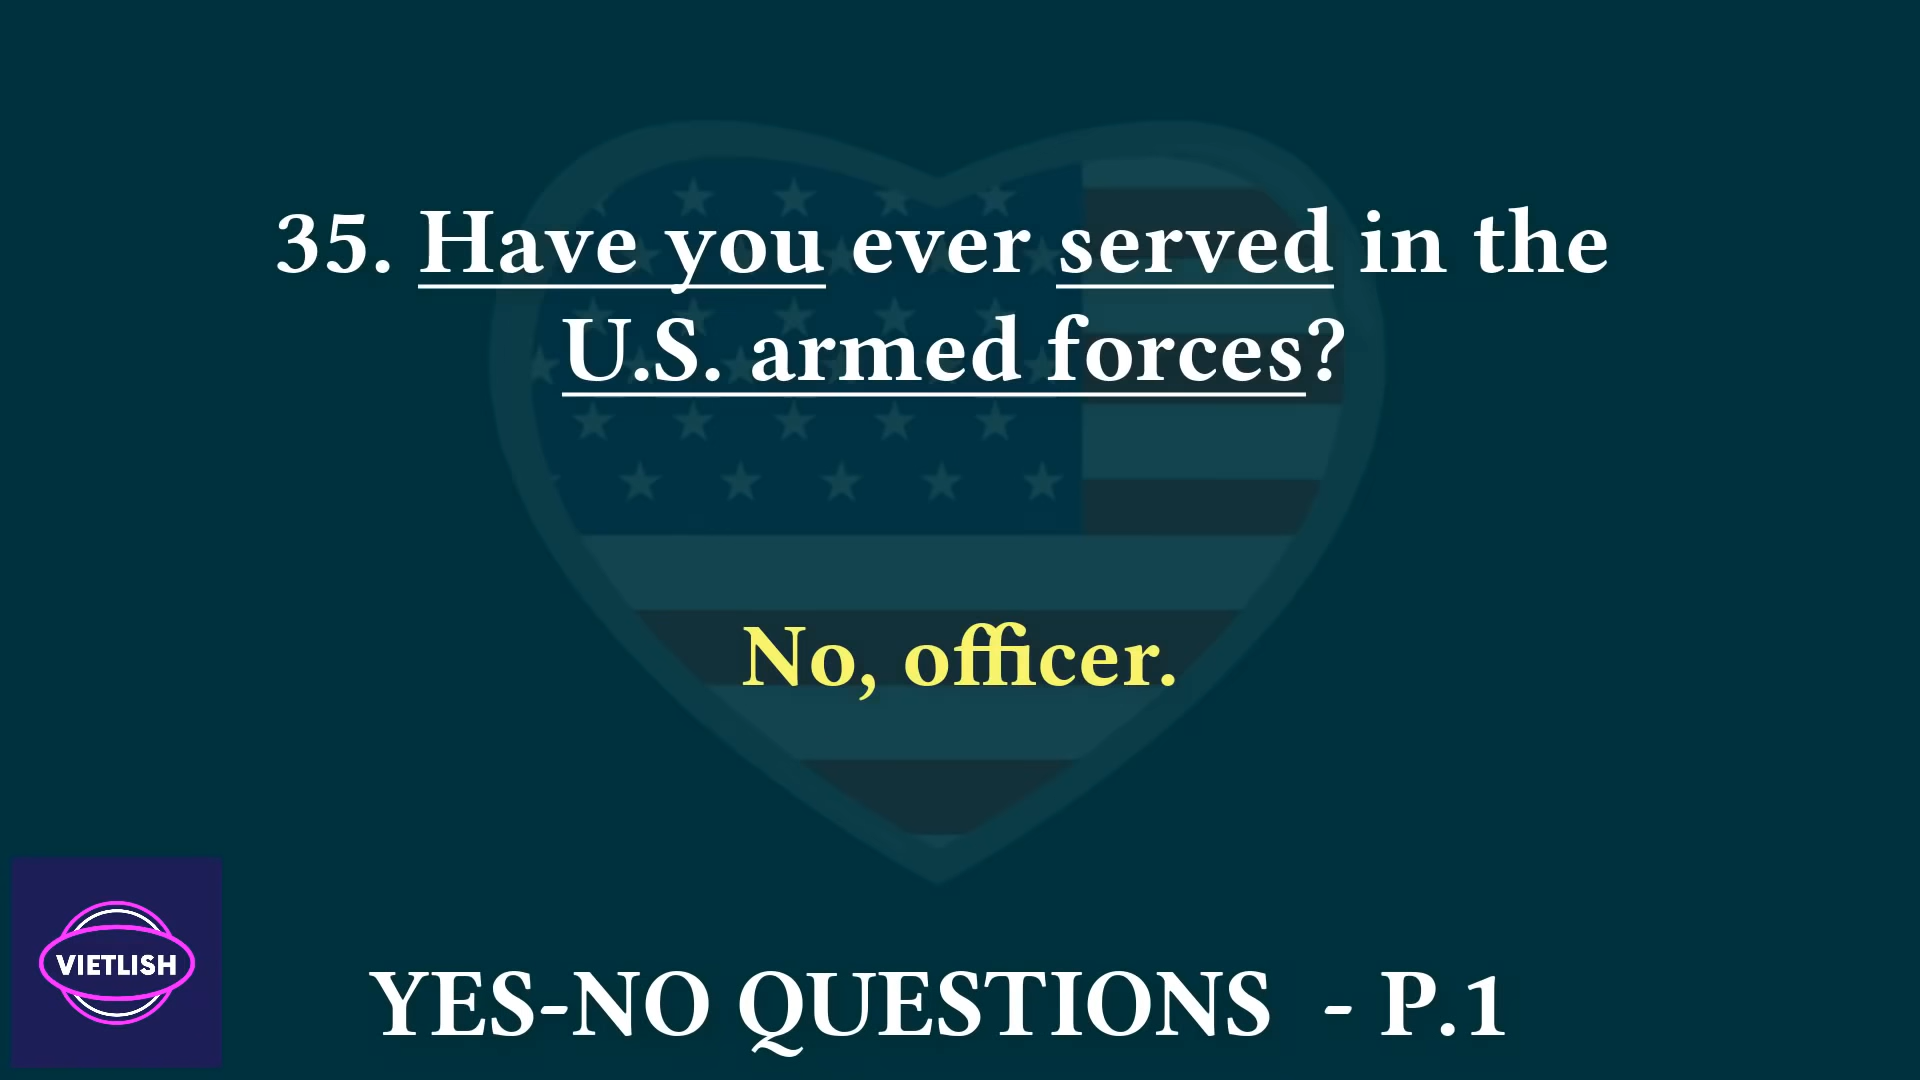 35. Have you ever served in the
U.S. armed forces?
No, officer.
VIETLISH
YES-NO QUESTIONS - P.1